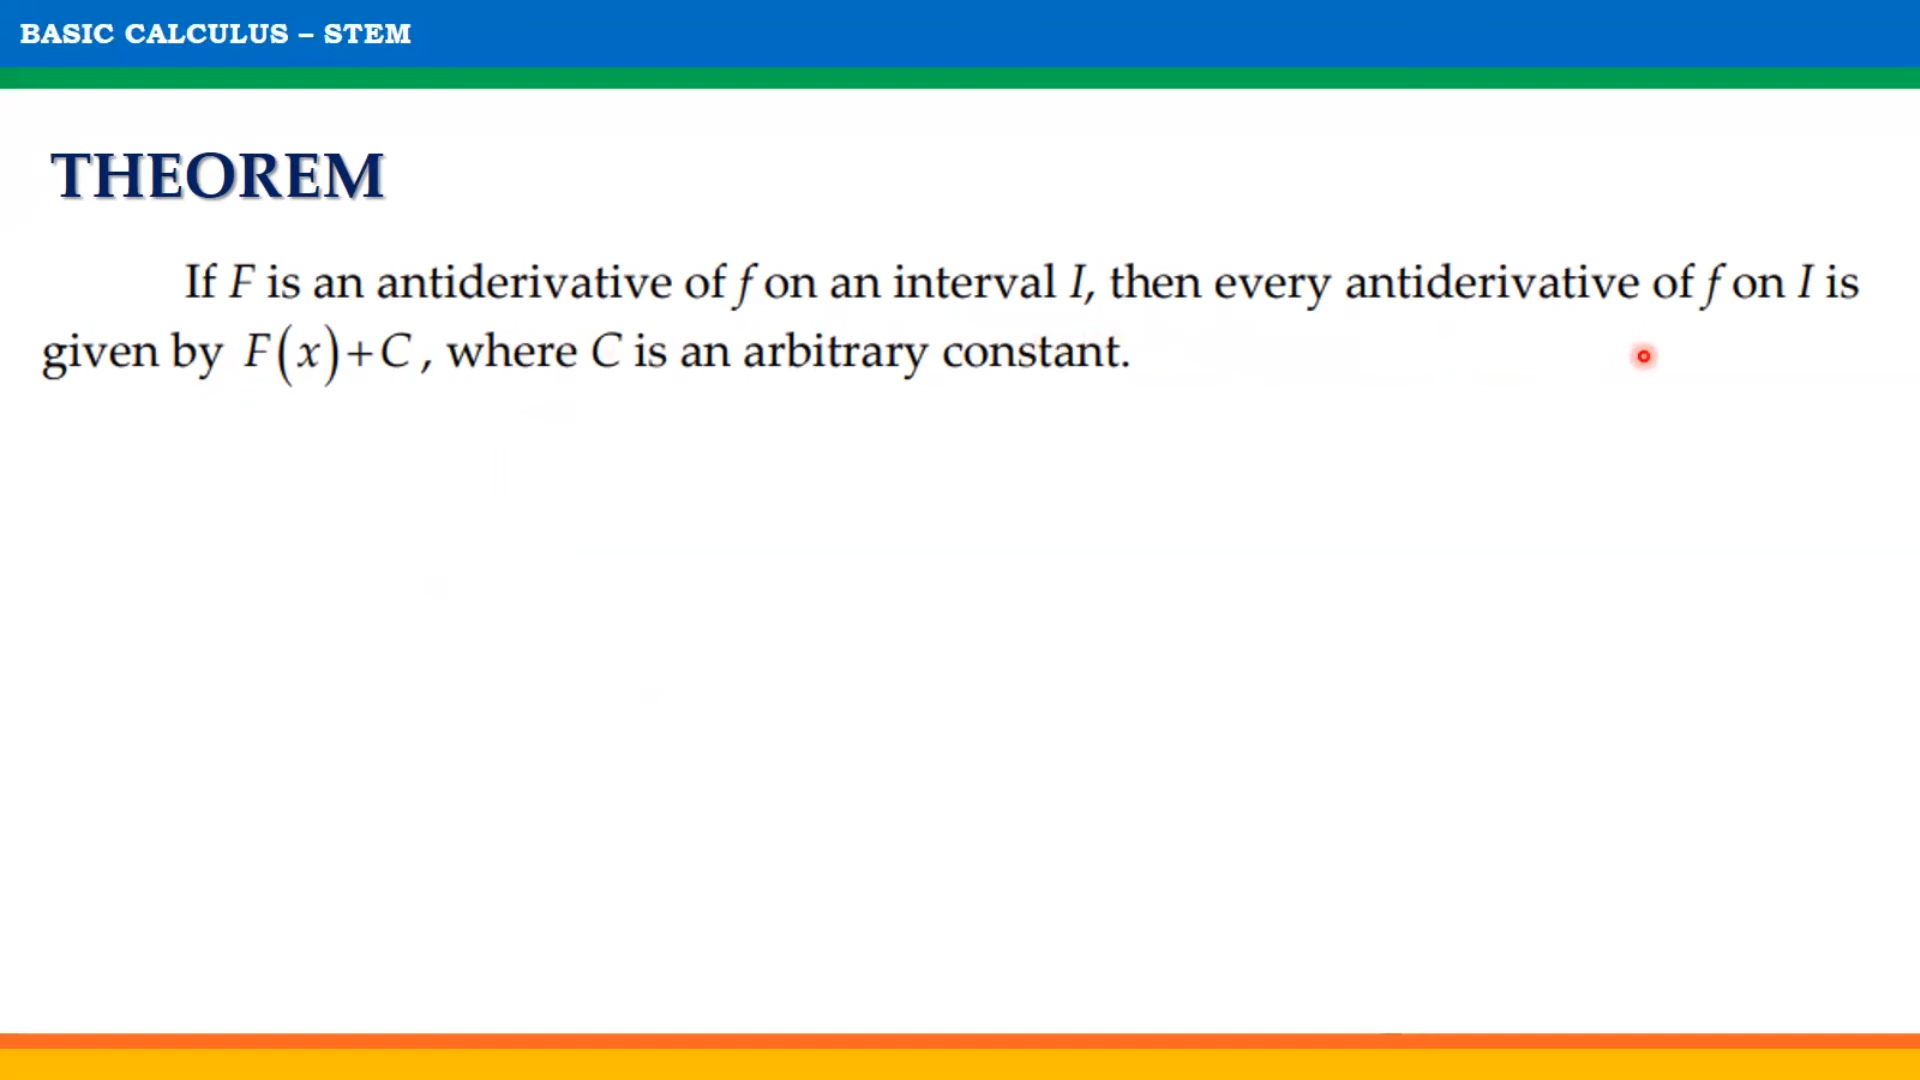 BASIC CALCULUS – STEM
THEOREM
If F is an antiderivative of f on an interval I, then every antiderivative of f on I is
given by F(x)+C, where C is an arbitrary constant.